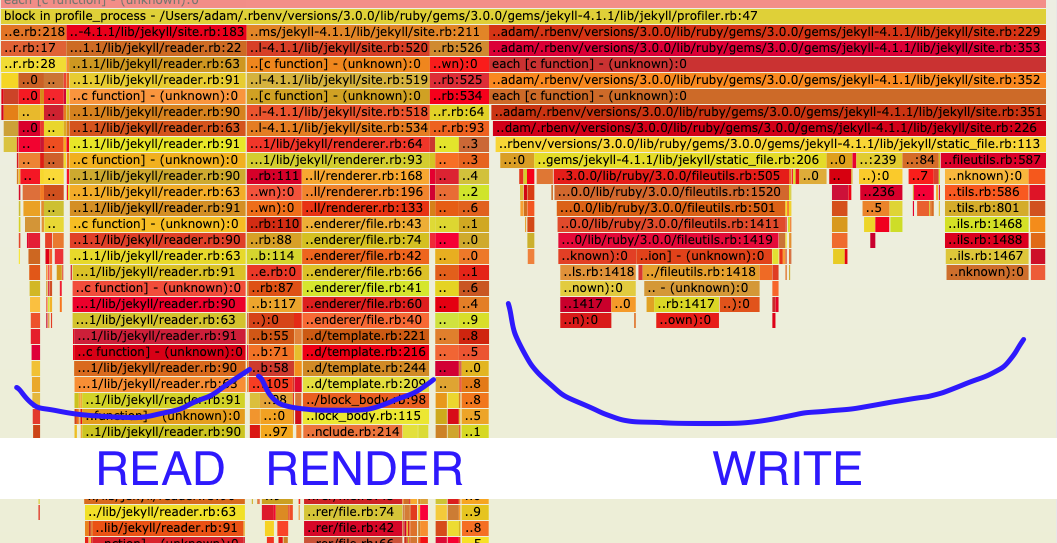 each [c function] - (unknown):0
block in profile_process - /Users/adam/.rbenv/versions/3.0.0/lib/ruby/gems/3.0.0/gems/jekyll-4.1.1/lib/jekyll/profiler.rb:47
..e.rb:218 ..-4.1.1/lib/jekyll/site.rb:183 ..ms/jekyll-4.1.1/lib/jekyll/site.rb:211 ..adam/.rbenv/versions/3.0.0/lib/ruby/gems/3.0.0/gems/jekyll-4.1.1/lib/jekyll/site.rb:229
..r.rb:17 ..1.1/lib/jekyll/reader.rb:22 ..l-4.1.1/lib/jekyll/site.rb:520 ..rb:526 ..adam/.rbenv/versions/3.0.0/lib/ruby/gems/3.0.0/gems/jekyll-4.1.1/lib/jekyll/site.rb:353
..r.rb:28 ..1.1/lib/jekyll/reader.rb:63 ..[c function] - (unknown):0 ..wn):0 each [c function] - (unknown):0
..0 ..1.1/lib/jekyll/reader.rb:91 ..l-4.1.1/lib/jekyll/site.rb:519 ..rb:525 ..adam/.rbenv/versions/3.0.0/lib/ruby/gems/3.0.0/gems/jekyll-4.1.1/lib/jekyll/site.rb:352
..0 .. ..c function] - (unknown):0 ..[c function] - (unknown):0 ..rb:534 each [c function] - (unknown):0
.. .. ..1.1/lib/jekyll/reader.rb:90 ..l-4.1.1/lib/jekyll/site.rb:518 ..r.rb:64 ..adam/.rbenv/versions/3.0.0/lib/ruby/gems/3.0.0/gems/jekyll-4.1.1/lib/jekyll/site.rb:351
..0 .. ..1.1/lib/jekyll/reader.rb:63 ..l-4.1.1/lib/jekyll/site.rb:534 ..r.rb:93 ..dam/.rbenv/versions/3.0.0/lib/ruby/gems/3.0.0/gems/jekyll-4.1.1/lib/jekyll/site.rb:226
.. .. ..1.1/lib/jekyll/reader.rb:91 ..1/lib/jekyll/renderer.rb:64 .. ..3 ..rbenv/versions/3.0.0/lib/ruby/gems/3.0.0/gems/jekyll-4.1.1/lib/jekyll/static_file.rb:113
.. ..c function] - (unknown):0 ..1/lib/jekyll/renderer.rb:93 .. ..3 ..:0 ..gems/jekyll-4.1.1/lib/jekyll/static_file.rb:206 ..0 ..:239 ..:84 ..fileutils.rb:587
.. .. ..1.1/lib/jekyll/reader.rb:90 ..rb:111 ..ll/renderer.rb:168 .. ..4 ..3.0.0/lib/ruby/3.0.0/fileutils.rb:505 ..0 .. ..):0 ..7 ..nknown):0
.. .. ..1.1/lib/jekyll/reader.rb:63 ..wn):0 ..ll/renderer.rb:196 .. ..2 ...0.0/lib/ruby/3.0.0/fileutils.rb:1520 ..236 .. ..tils.rb:586
.. ..1.1/lib/jekyll/reader.rb:91 ..wn):0 ..ll/renderer.rb:133 .. ..6 ...0.0/lib/ruby/3.0.0/fileutils.rb:501 ..5 ..tils.rb:801
..c function] - (unknown):0 ..rb:110 ..enderer/file.rb:43 .. ..1 ..0.0/lib/ruby/3.0.0/fileutils.rb:1411 ..ils.rb:1468
..1.1/lib/jekyll/reader.rb:90 ..rb:88 ..enderer/file.rb:74 .. ..0 ..0/lib/ruby/3.0.0/fileutils.rb:1419 ..ils.rb:1488
..1.1/lib/jekyll/reader.rb:63 ..b:114 ..enderer/file.rb:42 .. ..0 ..known):0 ..ion] - (unknown):0 ..ils.rb:1467
..1/lib/jekyll/reader.rb:91 ..e.rb:0 ..enderer/file.rb:66 .. ..1 ..ls.rb:1418 ../fileutils.rb:1418 ..nknown):0
..c function] - (unknown):0 ..rb:87 ..enderer/file.rb:41 .. ..6 ..nown):0 .. - (unknown):0
...1/lib/jekyll/reader.rb:90 ..b:117 ..enderer/file.rb:60 .. ..4 ..1417 ..0 ..rb:1417 ..):0
..1/lib/jekyll/reader.rb:63 ..):0 ..enderer/file.rb:40 .. ..9 ..n):0 ..own):0
...1/lib/jekyll/reader.rb:91 ..b:55 ..d/template.rb:221 .. ..8
..c function] - (unknown):0 ..b:71 ..d/template.rb:216 .. ..5
..1/lib/jekyll/reader.rb:90 ..b:58 ..d/template.rb:244 ..0
...1/lib/jekyll/reader.rb:63 ..105 ..d/template.rb:209 .. ..8
..1/lib/jekyll/reader.rb:91 ..98 ../block_body.rb:98 .. ..8
..function] - (unknown):0 ..:0 ..lock_body.rb:115 .. ..5
..1/lib/jekyll/reader.rb:90 ..97 ..nclude.rb:214 ..1
READ RENDER WRITE
../lib/jekyll/reader.rb:63 ..rer/file.rb:74 ..9
..lib/jekyll/reader.rb:91 ..rer/file.rb:42 ..8